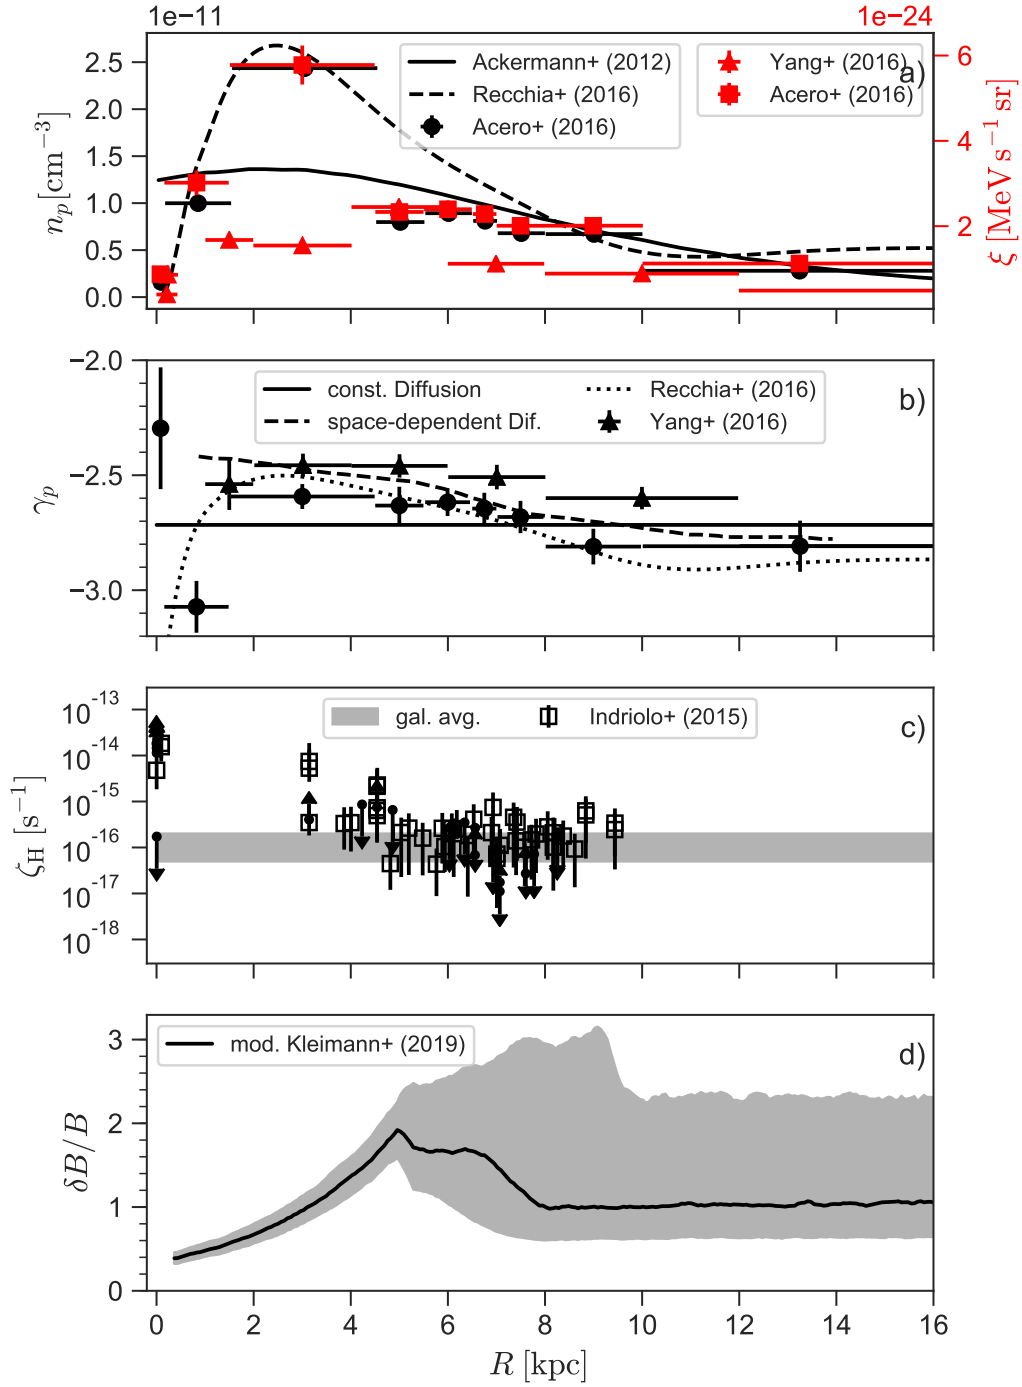 1e−11
1e−24
Ackermann+ (2012)
Recchia+ (2016)
Acero+ (2016)
Yang+ (2016)
Acero+ (2016)
a)
2.5
2.0
1.5
1.0
0.5
0.0
n_p[cm⁻³]
6
4
2
ξ [MeV s⁻¹ sr]
const. Diffusion
space-dependent Dif.
Recchia+ (2016)
Yang+ (2016)
b)
−2.0
−2.5
−3.0
γ_p
gal. avg.
Indriolo+ (2015)
c)
10⁻¹³
10⁻¹⁴
10⁻¹⁵
10⁻¹⁶
10⁻¹⁷
10⁻¹⁸
ζ_H [s⁻¹]
mod. Kleimann+ (2019)
d)
3
2
1
0
δB/B
0 2 4 6 8 10 12 14 16
R [kpc]